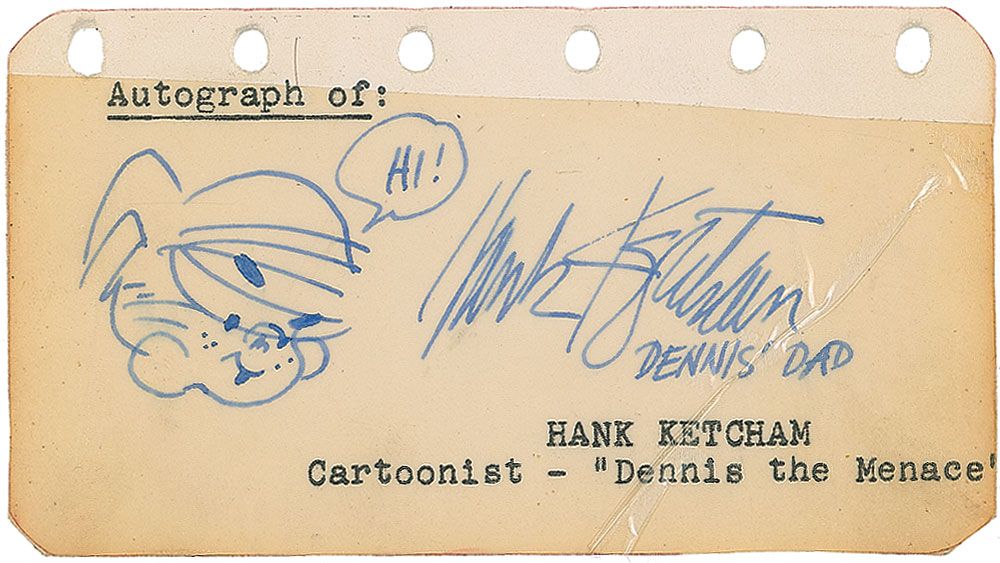 Autograph of:
HI!
Hank Ketcham
DENNIS' DAD
HANK KETCHAM
Cartoonist - "Dennis the Menace"